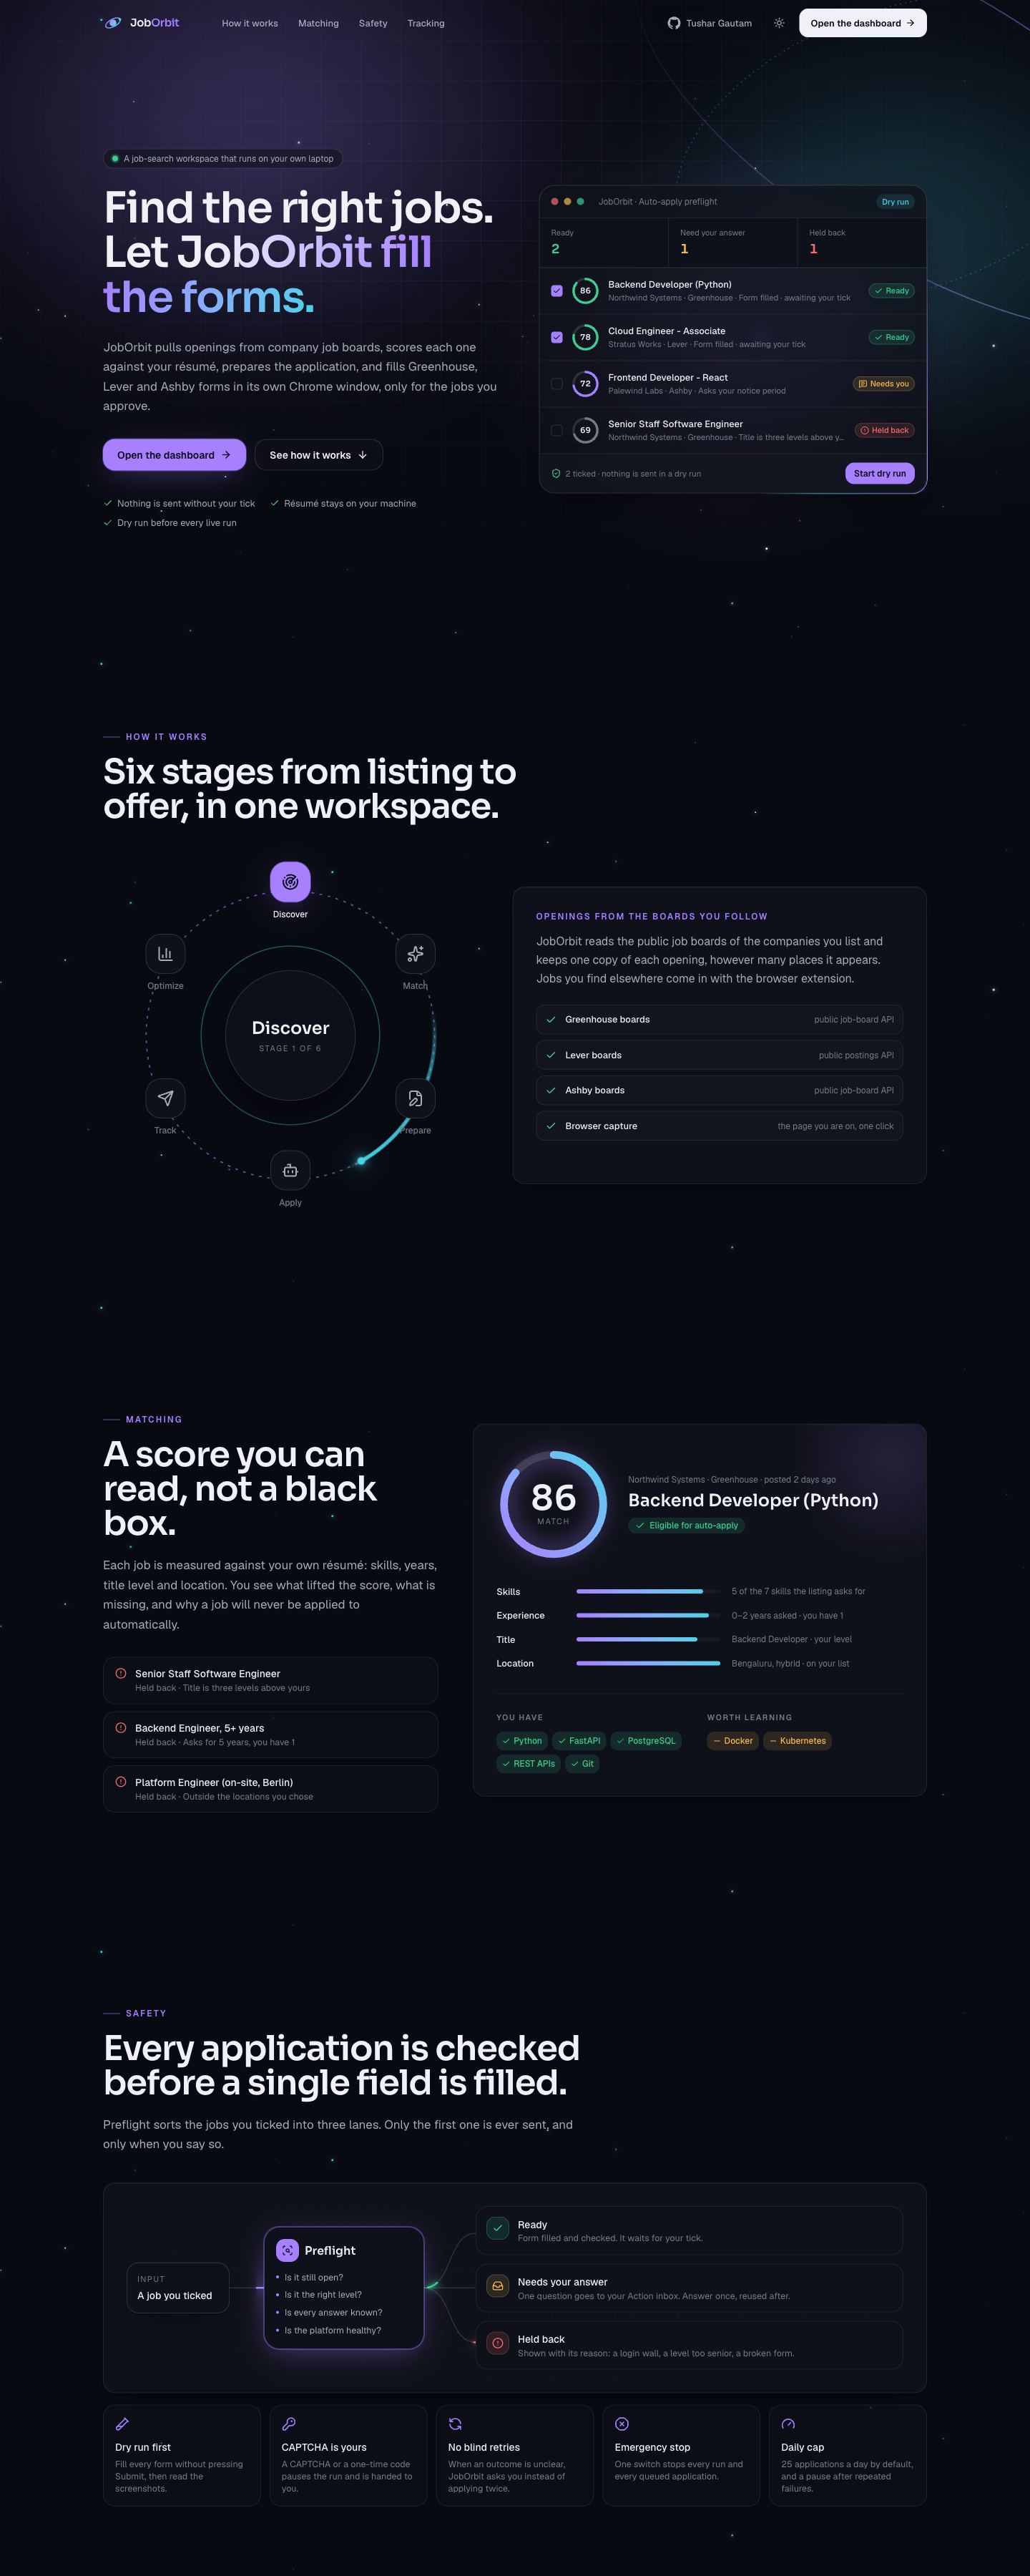 JobOrbit
How it works
Matching
Safety
Tracking
Tushar Gautam
Open the dashboard
A job-search workspace that runs on your own laptop
Find the right jobs.
Let JobOrbit fill
the forms.
JobOrbit pulls openings from company job boards, scores each one
against your résumé, prepares the application, and fills Greenhouse,
Lever and Ashby forms in its own Chrome window, only for the jobs you
approve.
Open the dashboard
See how it works
Nothing is sent without your tick
Résumé stays on your machine
Dry run before every live run
JobOrbit · Auto-apply preflight
Dry run
Ready
2
Need your answer
1
Held back
1
86
Backend Developer (Python)
Northwind Systems · Greenhouse · Form filled · awaiting your tick
Ready
78
Cloud Engineer - Associate
Stratus Works · Lever · Form filled · awaiting your tick
Ready
72
Frontend Developer - React
Palewind Labs · Ashby · Asks your notice period
Needs you
69
Senior Staff Software Engineer
Northwind Systems · Greenhouse · Title is three levels above y...
Held back
2 ticked · nothing is sent in a dry run
Start dry run
HOW IT WORKS
Six stages from listing to
offer, in one workspace.
Discover
Optimize
Match
Discover
STAGE 1 OF 6
Track
Prepare
Apply
OPENINGS FROM THE BOARDS YOU FOLLOW
JobOrbit reads the public job boards of the companies you list and
keeps one copy of each opening, however many places it appears.
Jobs you find elsewhere come in with the browser extension.
Greenhouse boards
public job-board API
Lever boards
public postings API
Ashby boards
public job-board API
Browser capture
the page you are on, one click
MATCHING
A score you can
read, not a black
box.
Each job is measured against your own résumé: skills, years,
title level and location. You see what lifted the score, what is
missing, and why a job will never be applied to
automatically.
Senior Staff Software Engineer
Held back · Title is three levels above yours
Backend Engineer, 5+ years
Held back · Asks for 5 years, you have 1
Platform Engineer (on-site, Berlin)
Held back · Outside the locations you chose
86
MATCH
Northwind Systems · Greenhouse · posted 2 days ago
Backend Developer (Python)
Eligible for auto-apply
Skills
5 of the 7 skills the listing asks for
Experience
0–2 years asked · you have 1
Title
Backend Developer · your level
Location
Bengaluru, hybrid · on your list
YOU HAVE
Python
FastAPI
PostgreSQL
REST APIs
Git
WORTH LEARNING
Docker
Kubernetes
SAFETY
Every application is checked
before a single field is filled.
Preflight sorts the jobs you ticked into three lanes. Only the first one is ever sent, and
only when you say so.
INPUT
A job you ticked
Preflight
Is it still open?
Is it the right level?
Is every answer known?
Is the platform healthy?
Ready
Form filled and checked. It waits for your tick.
Needs your answer
One question goes to your Action inbox. Answer once, reused after.
Held back
Shown with its reason: a login wall, a level too senior, a broken form.
Dry run first
Fill every form without pressing
Submit, then read the
screenshots.
CAPTCHA is yours
A CAPTCHA or a one-time code
pauses the run and is handed to
you.
No blind retries
When an outcome is unclear,
JobOrbit asks you instead of
applying twice.
Emergency stop
One switch stops every run and
every queued application.
Daily cap
25 applications a day by default,
and a pause after repeated
failures.